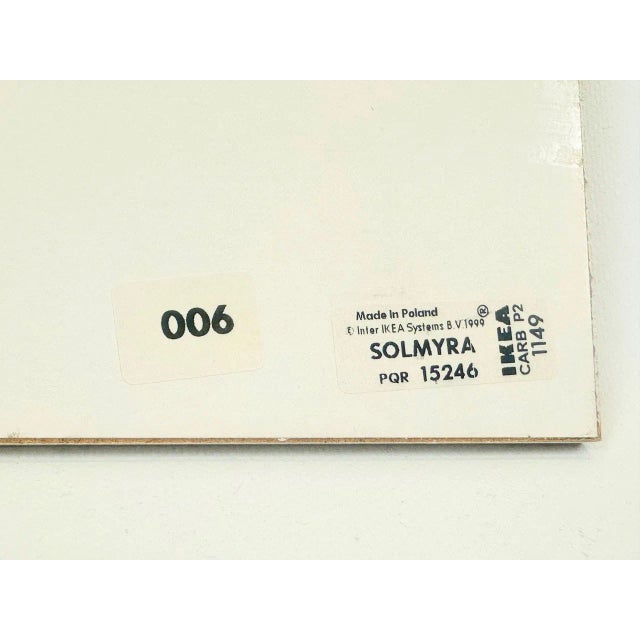 006
Made in Poland
© Inter IKEA Systems B.V.1999
SOLMYRA
PQR 15246
IKEA®
CARB P2
1149